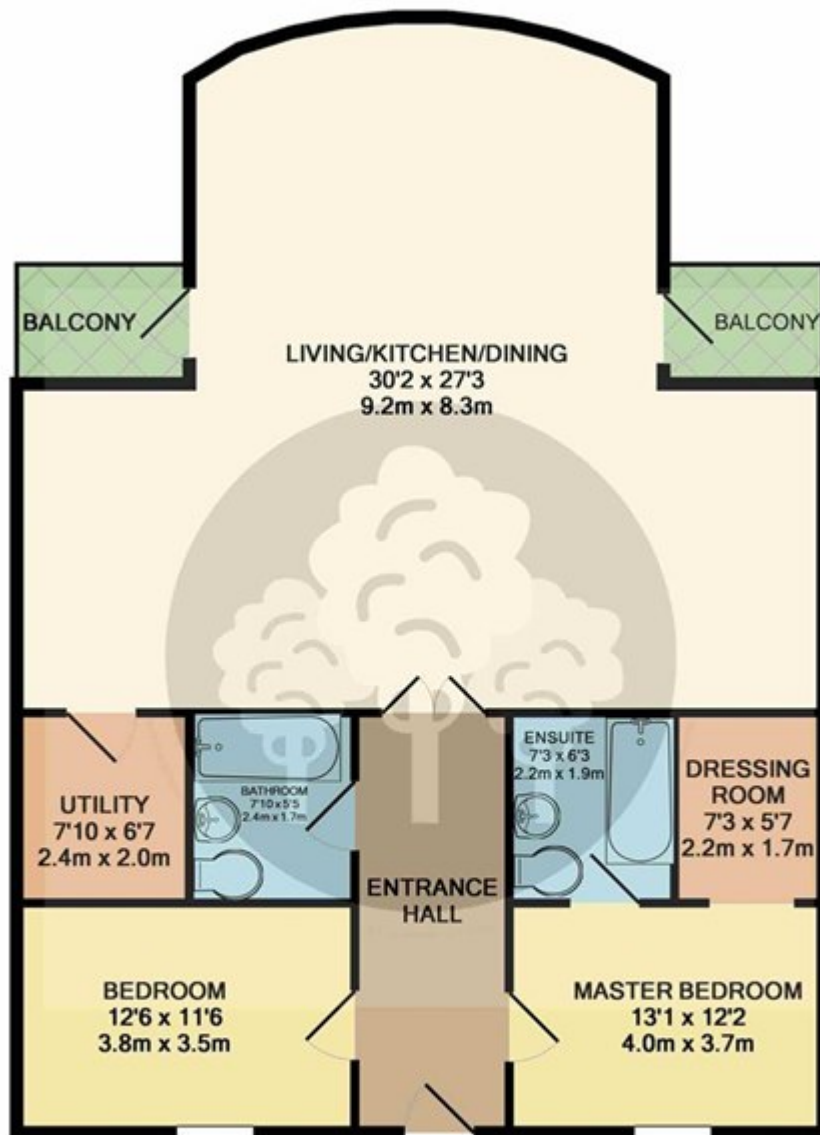 BALCONY
BALCONY
LIVING/KITCHEN/DINING
30'2 x 27'3
9.2m x 8.3m
UTILITY
7'10 x 6'7
2.4m x 2.0m
BATHROOM
7'10 x 5'5
2.4m x 1.7m
ENSUITE
7'3 x 6'3
2.2m x 1.9m
DRESSING
ROOM
7'3 x 5'7
2.2m x 1.7m
ENTRANCE
HALL
BEDROOM
12'6 x 11'6
3.8m x 3.5m
MASTER BEDROOM
13'1 x 12'2
4.0m x 3.7m